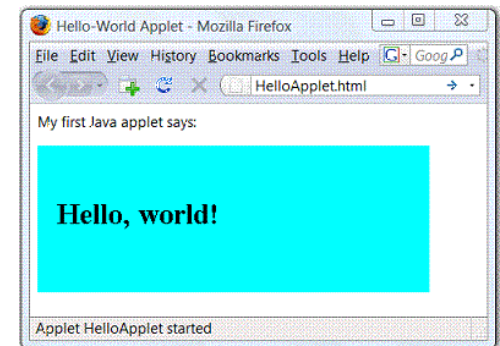 Hello-World Applet - Mozilla Firefox
File Edit View History Bookmarks Tools Help G Goog
HelloApplet.html
My first Java applet says:
Hello, world!
Applet HelloApplet started